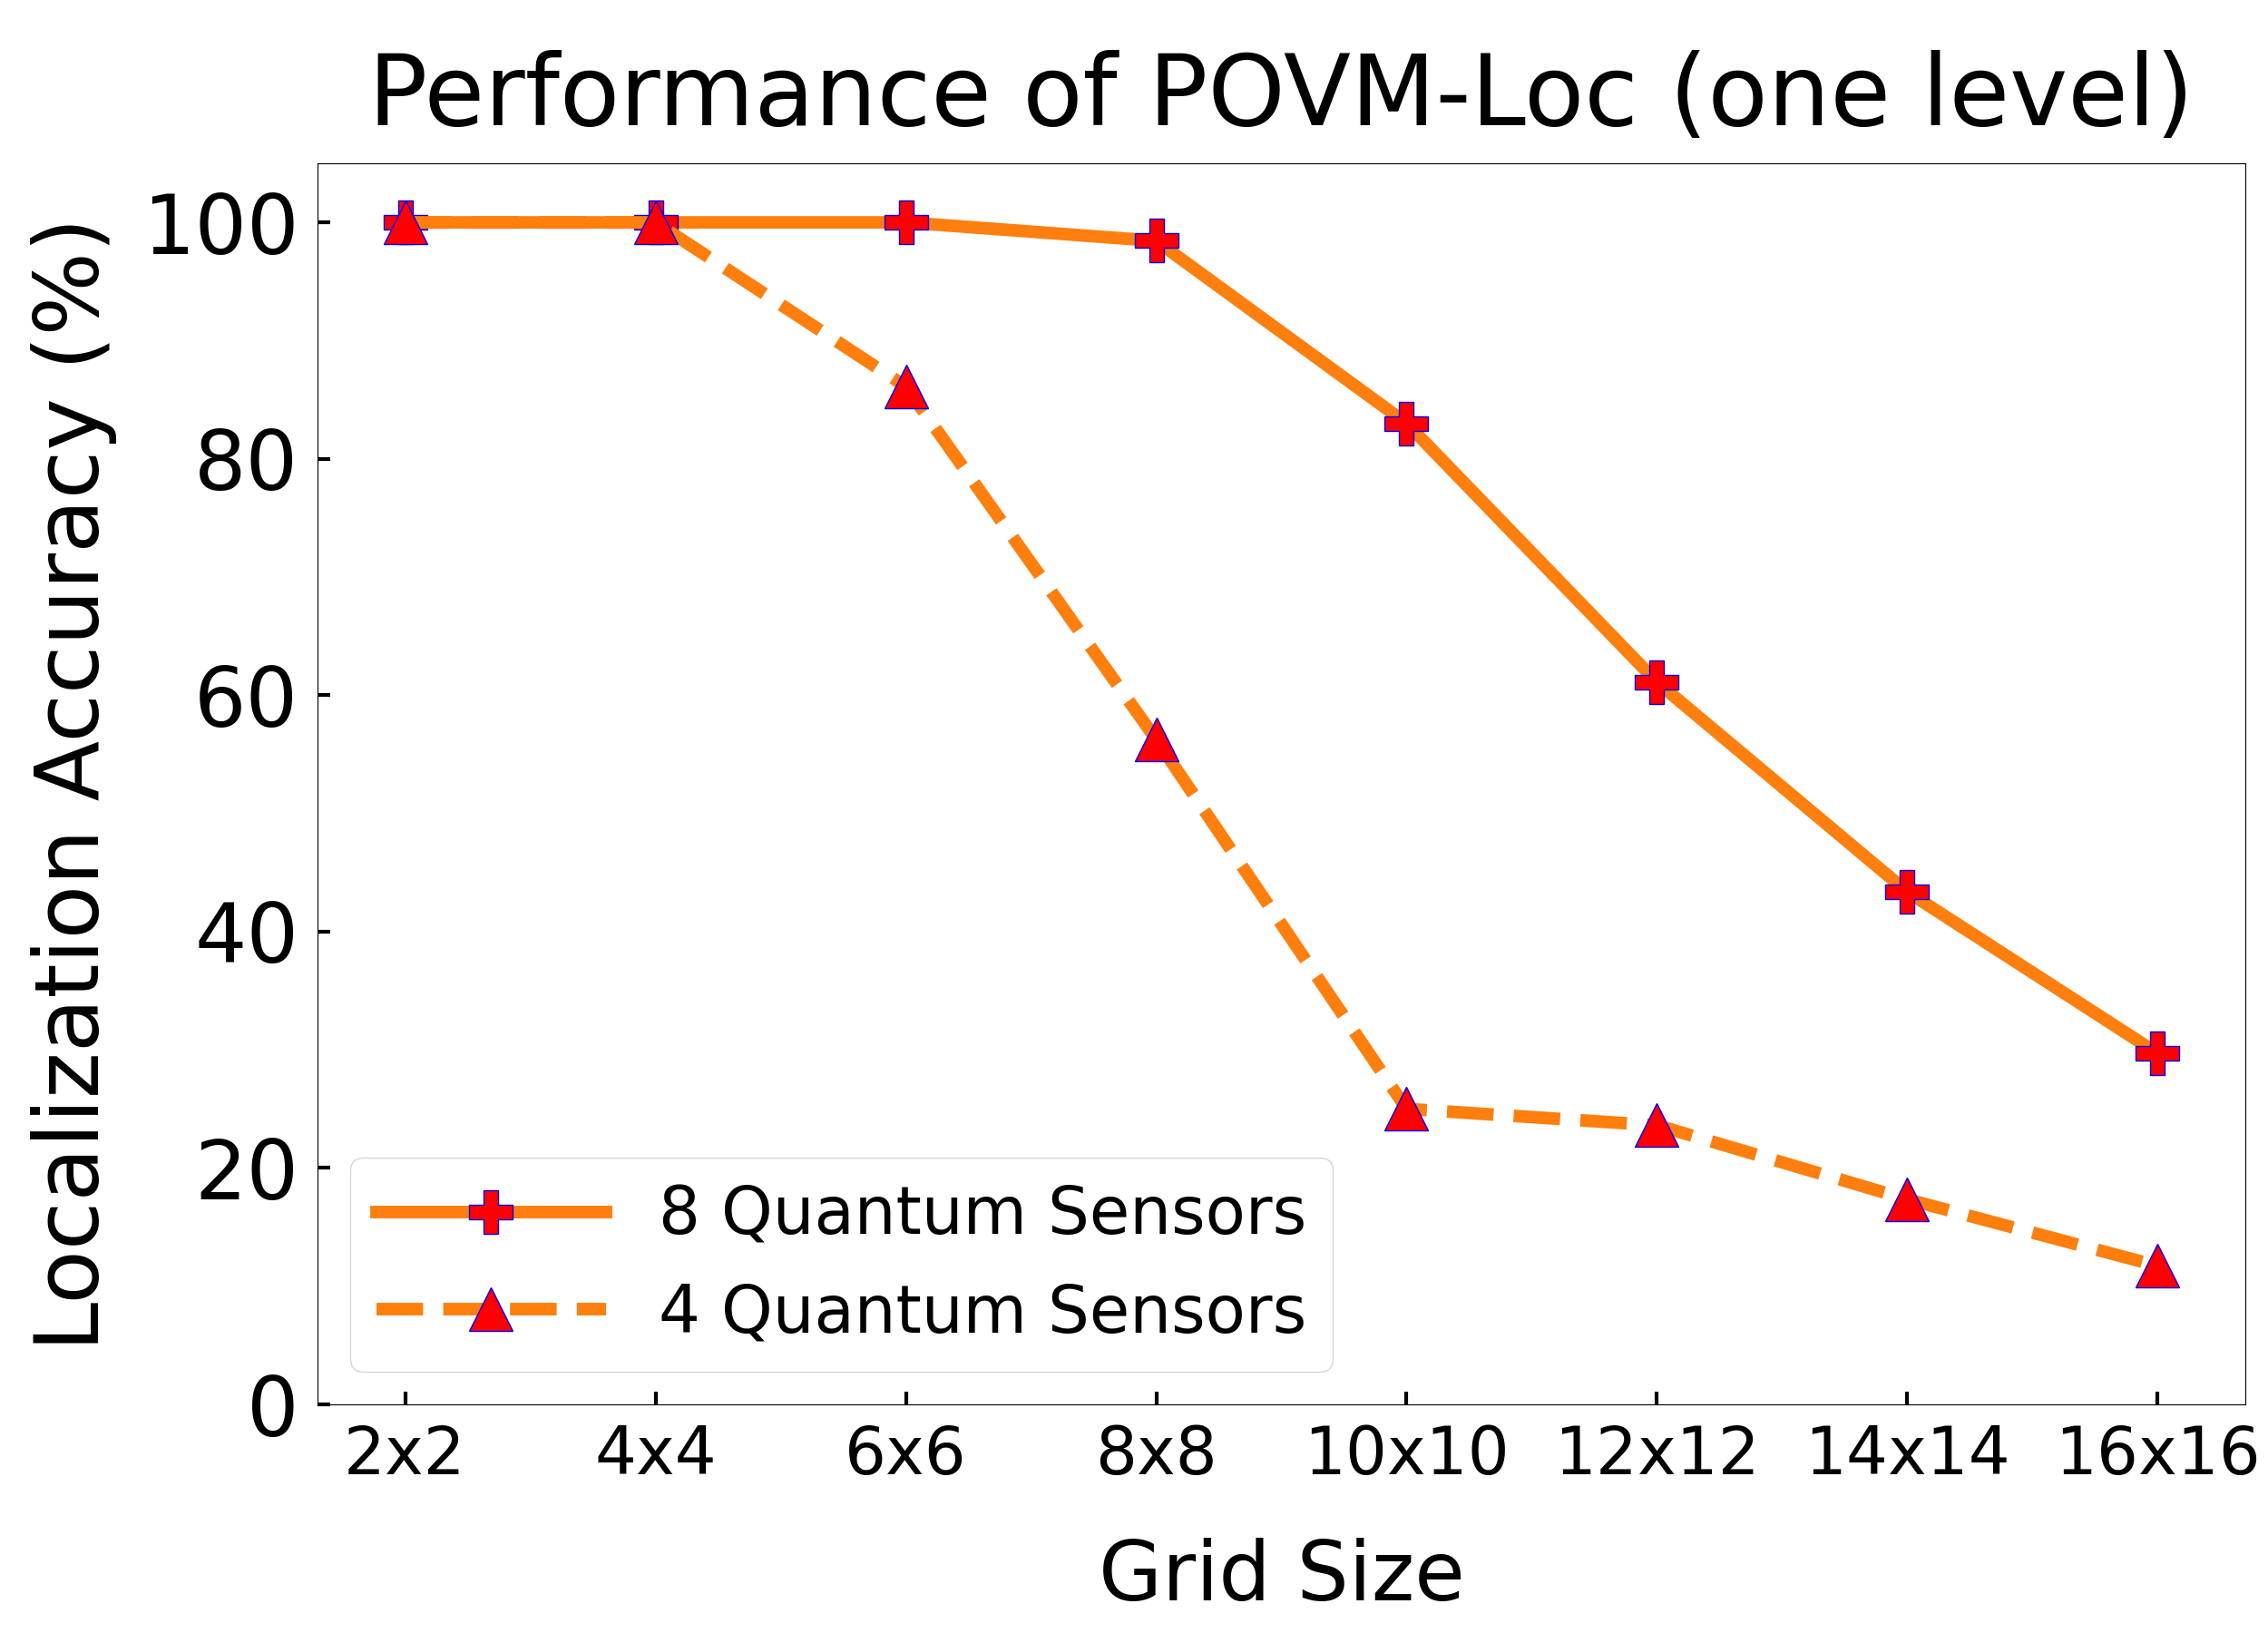 Performance of POVM-Loc (one level)
Localization Accuracy (%)
100
80
60
40
20
0
8 Quantum Sensors
4 Quantum Sensors
2x2 4x4 6x6 8x8 10x10 12x12 14x14 16x16
Grid Size